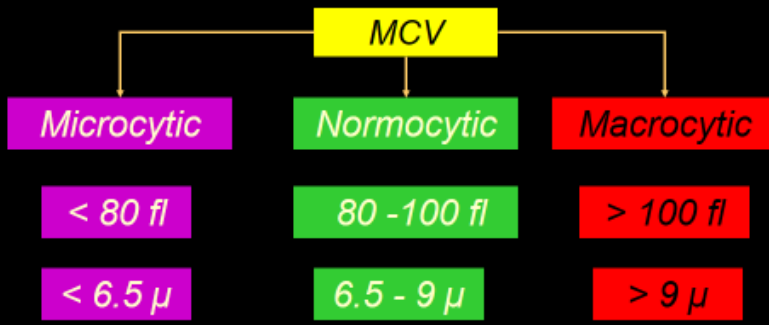 MCV
Microcytic Normocytic Macrocytic
< 80 fl 80 -100 fl > 100 fl
< 6.5 µ 6.5 - 9 µ > 9 µ